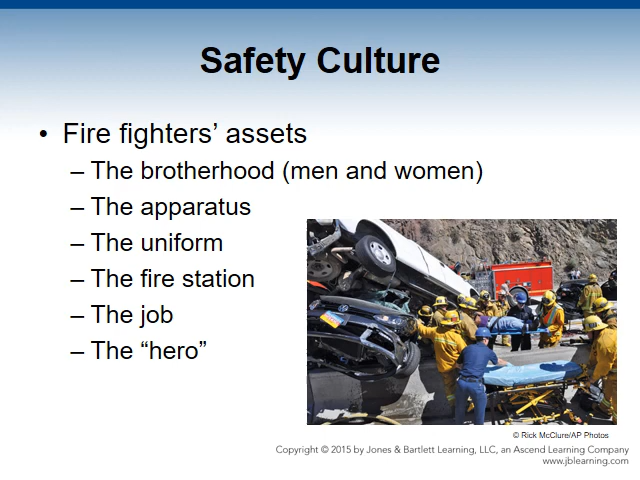 Safety Culture
• Fire fighters’ assets
– The brotherhood (men and women)
– The apparatus
– The uniform
– The fire station
– The job
– The “hero”
© Rick McClure/AP Photos
Copyright © 2015 by Jones & Bartlett Learning, LLC, an Ascend Learning Company
www.jblearning.com